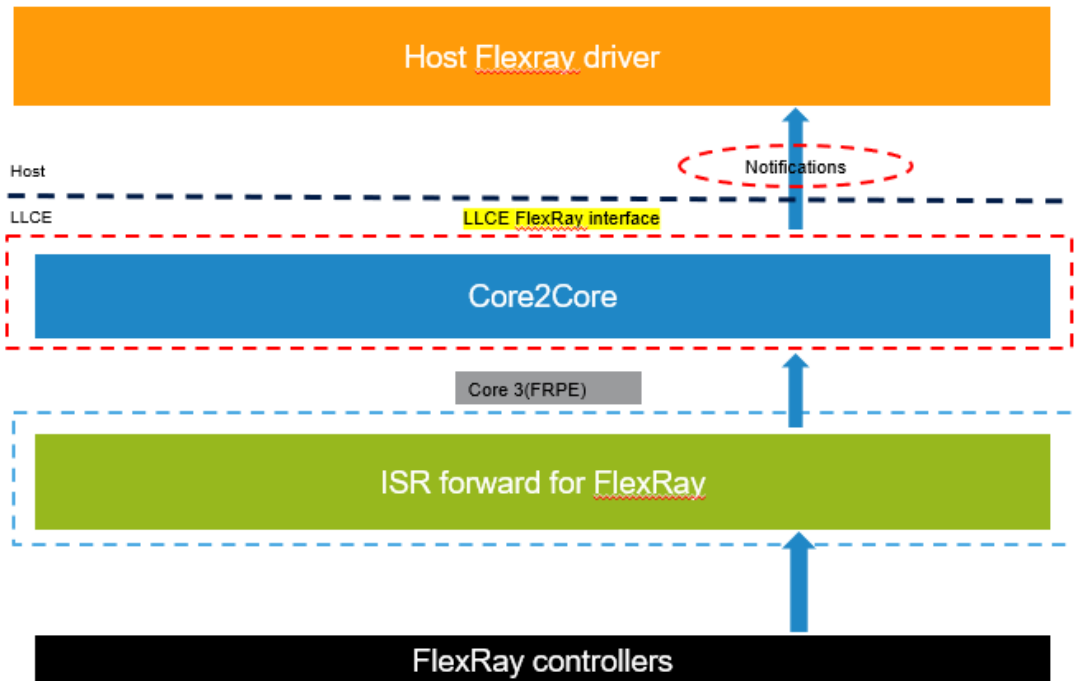 Host Flexray driver
Host
Notifications
LLCE
LLCE FlexRay interface
Core2Core
Core 3(FRPE)
ISR forward for FlexRay
FlexRay controllers